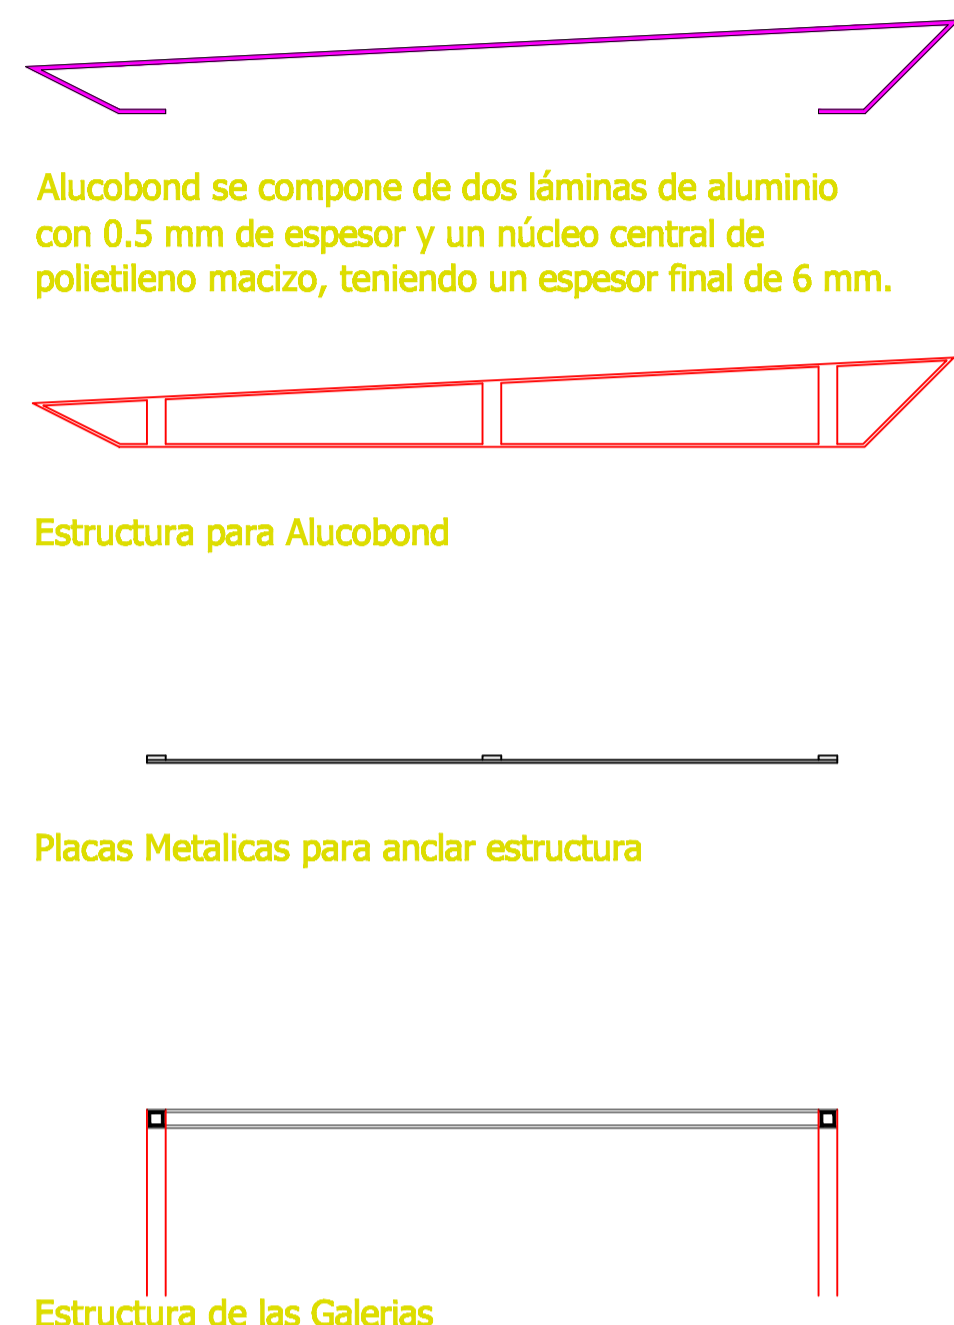 Alucobond se compone de dos láminas de aluminio
con 0.5 mm de espesor y un núcleo central de
polietileno macizo, teniendo un espesor final de 6 mm.
Estructura para Alucobond
Placas Metalicas para anclar estructura
Estructura de las Galerias